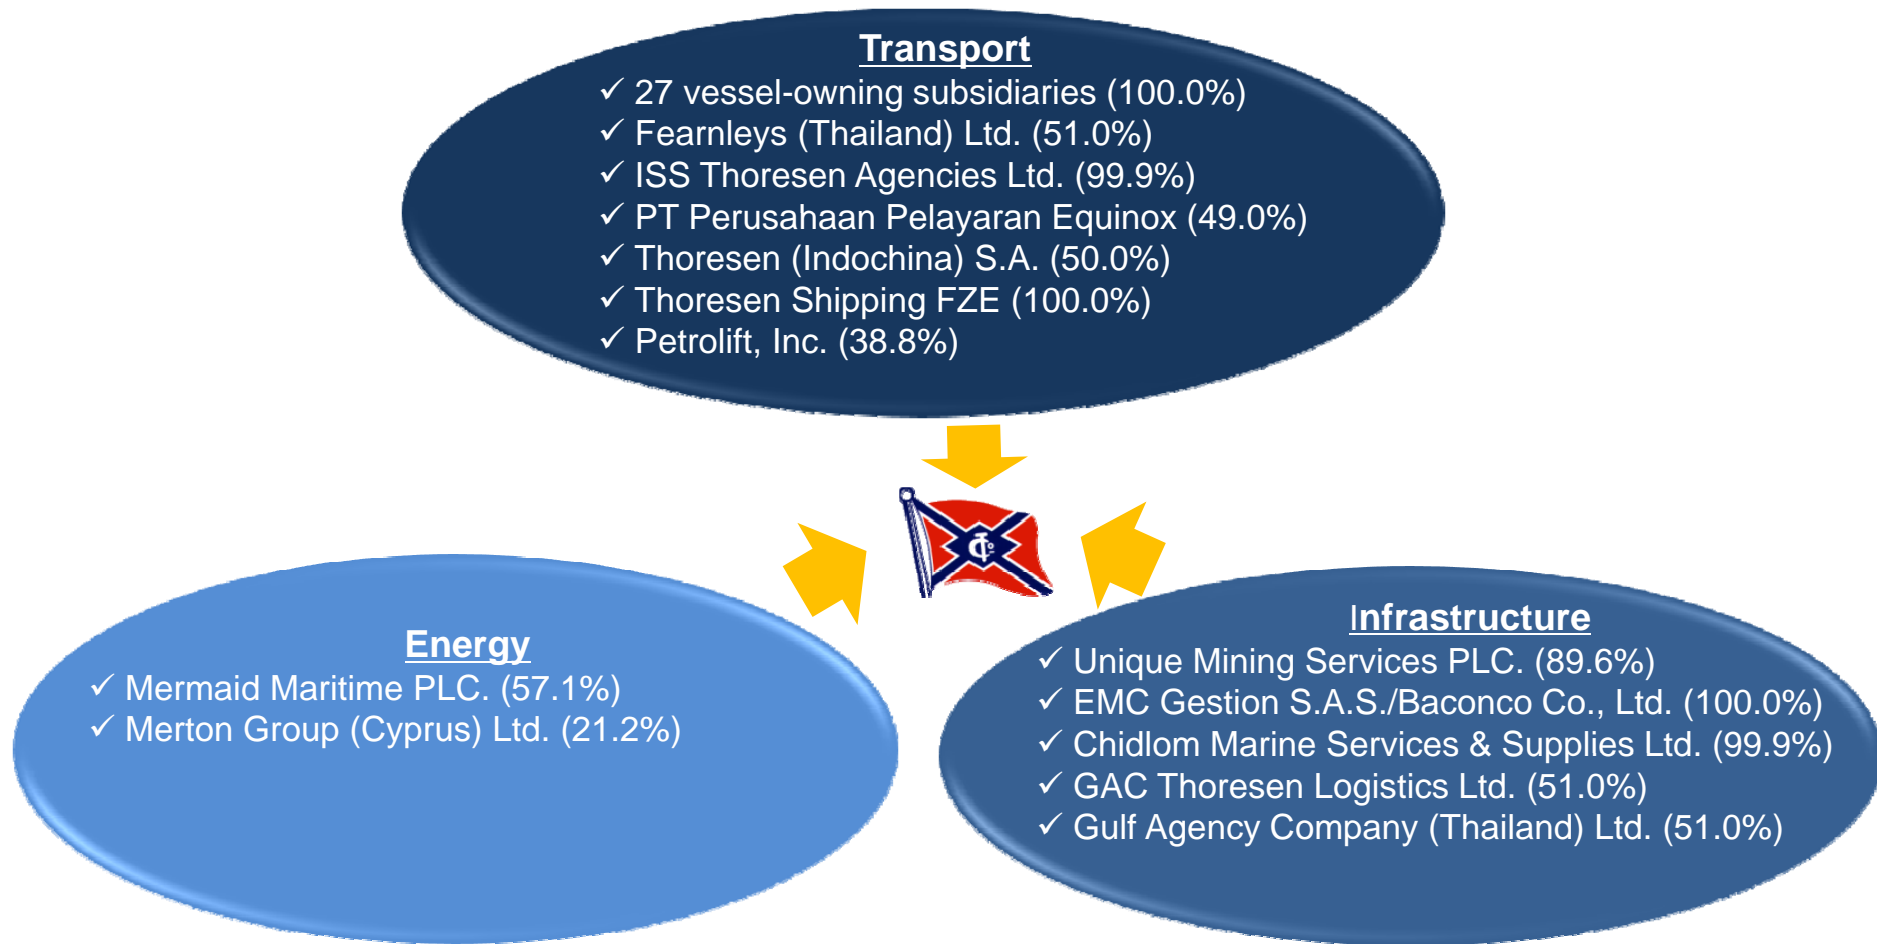 Transport
✓ 27 vessel-owning subsidiaries (100.0%)
✓ Fearnleys (Thailand) Ltd. (51.0%)
✓ ISS Thoresen Agencies Ltd. (99.9%)
✓ PT Perusahaan Pelayaran Equinox (49.0%)
✓ Thoresen (Indochina) S.A. (50.0%)
✓ Thoresen Shipping FZE (100.0%)
✓ Petrolift, Inc. (38.8%)
Energy
✓ Mermaid Maritime PLC. (57.1%)
✓ Merton Group (Cyprus) Ltd. (21.2%)
Infrastructure
✓ Unique Mining Services PLC. (89.6%)
✓ EMC Gestion S.A.S./Baconco Co., Ltd. (100.0%)
✓ Chidlom Marine Services & Supplies Ltd. (99.9%)
✓ GAC Thoresen Logistics Ltd. (51.0%)
✓ Gulf Agency Company (Thailand) Ltd. (51.0%)